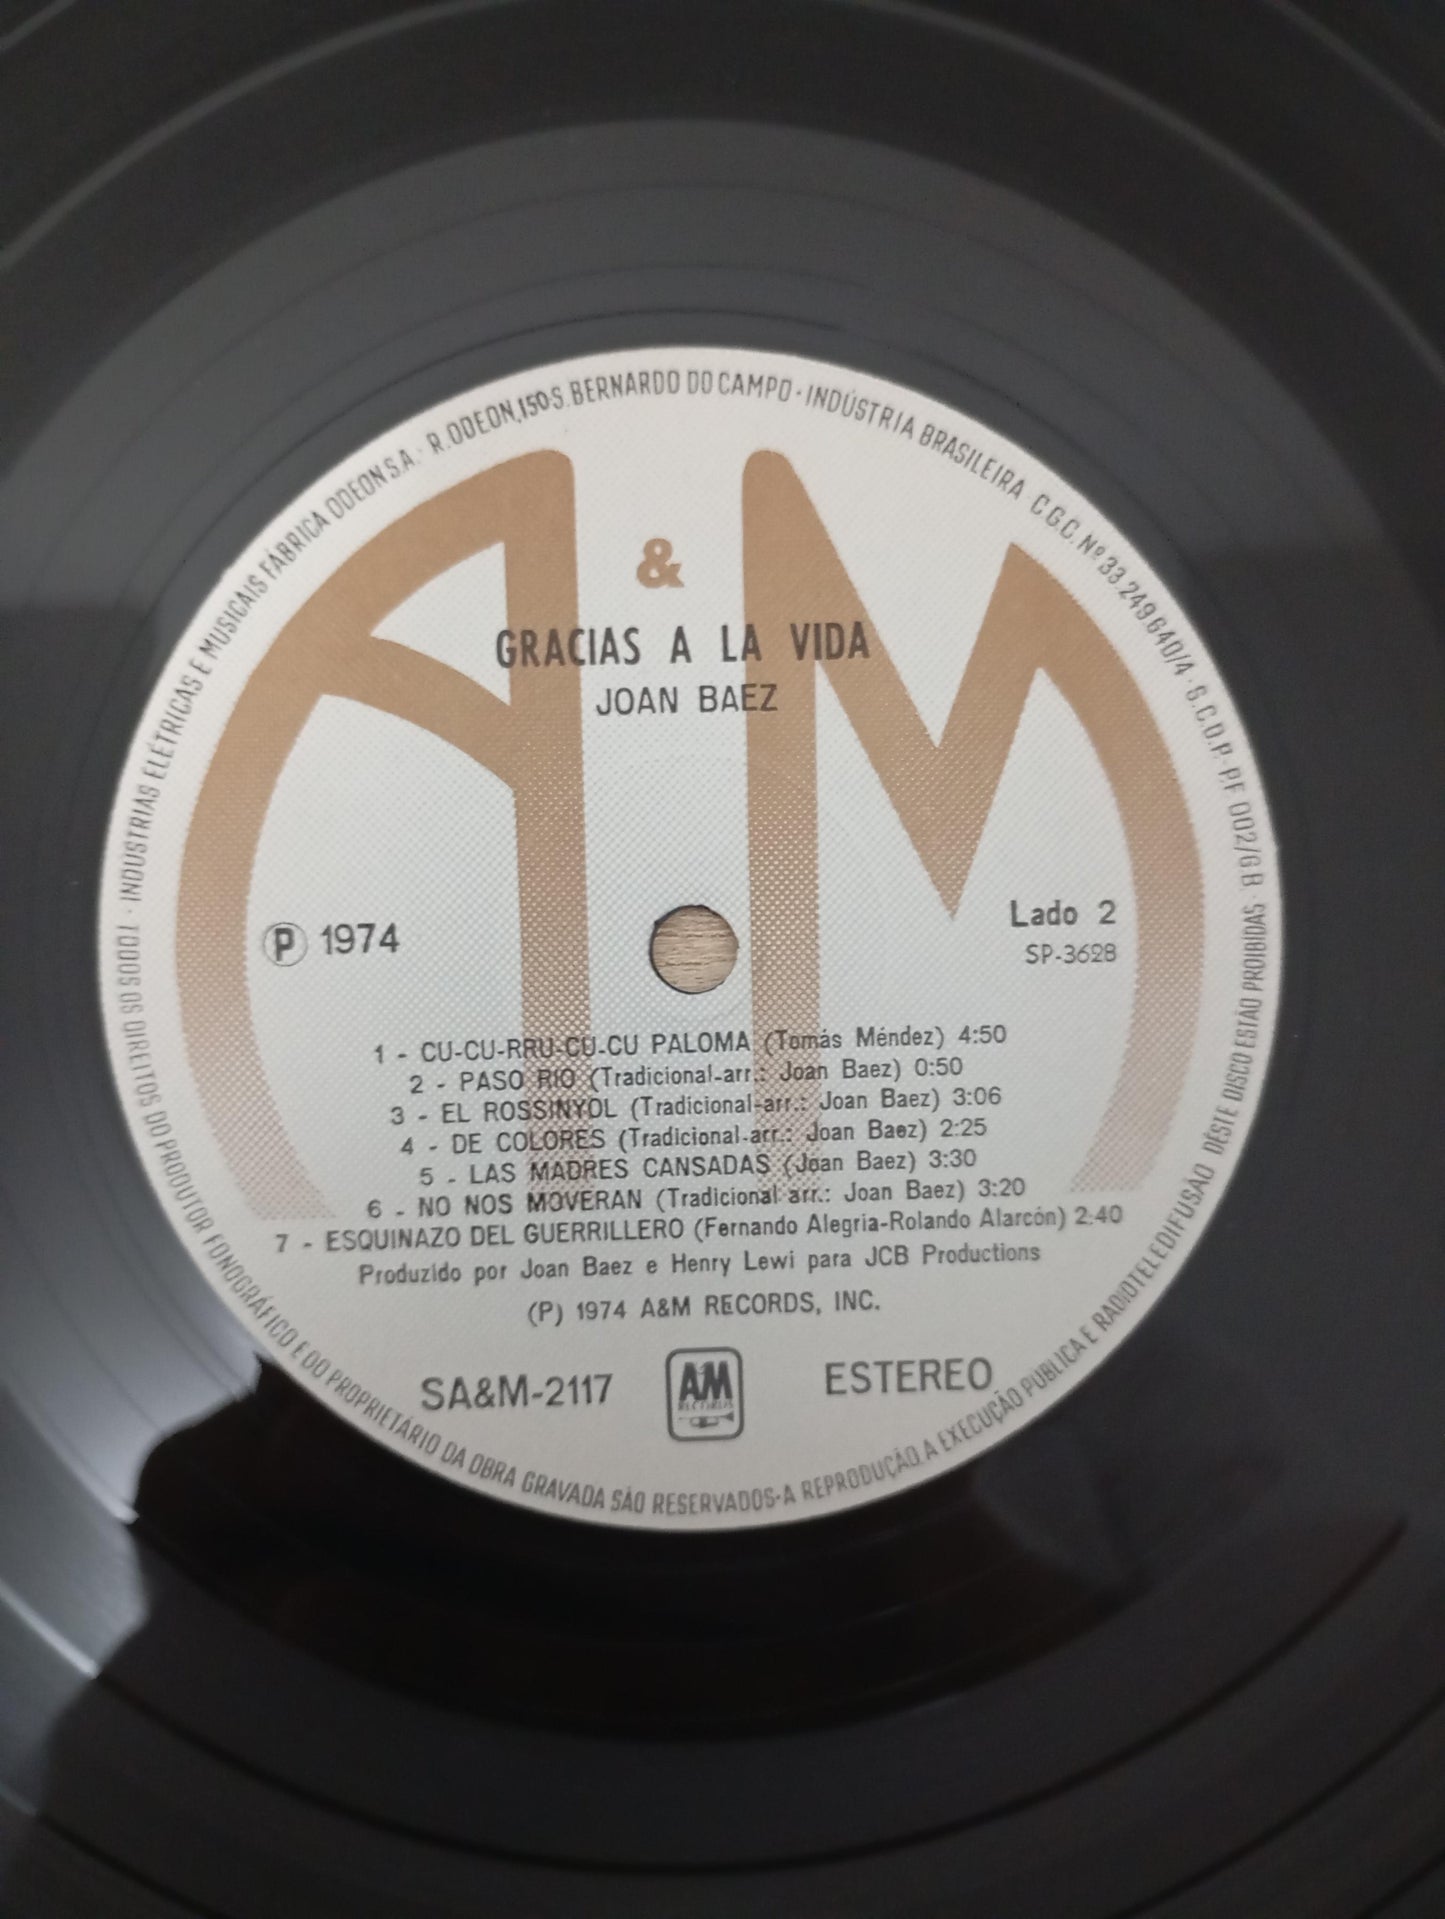 INDUSTRIAS ELÉTRICAS E MUSICAIS FÁBRICA ODEON S.A. · R. ODEON, 150-S. BERNARDO DO CAMPO · INDÚSTRIA BRASILEIRA C.G.C. Nº 33.249.640/4 · S.C.D.P.-P.F. 002/GB · TODOS OS DIREITOS DO PRODUTOR FONOGRÁFICO E DO PROPRIETÁRIO DA OBRA GRAVADA SÃO RESERVADOS · A REPRODUÇÃO, A EXECUÇÃO PÚBLICA E RADIOTELEDIFUSÃO DÊSTE DISCO ESTÃO PROIBIDAS
A & M
GRACIAS A LA VIDA
JOAN BAEZ
Ⓟ 1974
Lado 2
SP-3628
1 - CU-CU-RRU-CU-CU PALOMA (Tomás Méndez) 4:50
2 - PASO RIO (Tradicional-arr.: Joan Baez) 0:50
3 - EL ROSSINYOL (Tradicional-arr.: Joan Baez) 3:06
4 - DE COLORES (Tradicional-arr.: Joan Baez) 2:25
5 - LAS MADRES CANSADAS (Joan Baez) 3:30
6 - NO NOS MOVERAN (Tradicional arr.: Joan Baez) 3:20
7 - ESQUINAZO DEL GUERRILLERO (Fernando Alegria-Rolando Alarcón) 2:40
Produzido por Joan Baez e Henry Lewi para JCB Productions
(P) 1974 A&M RECORDS, INC.
SA&M-2117
A&M
RECORDS
ESTEREO